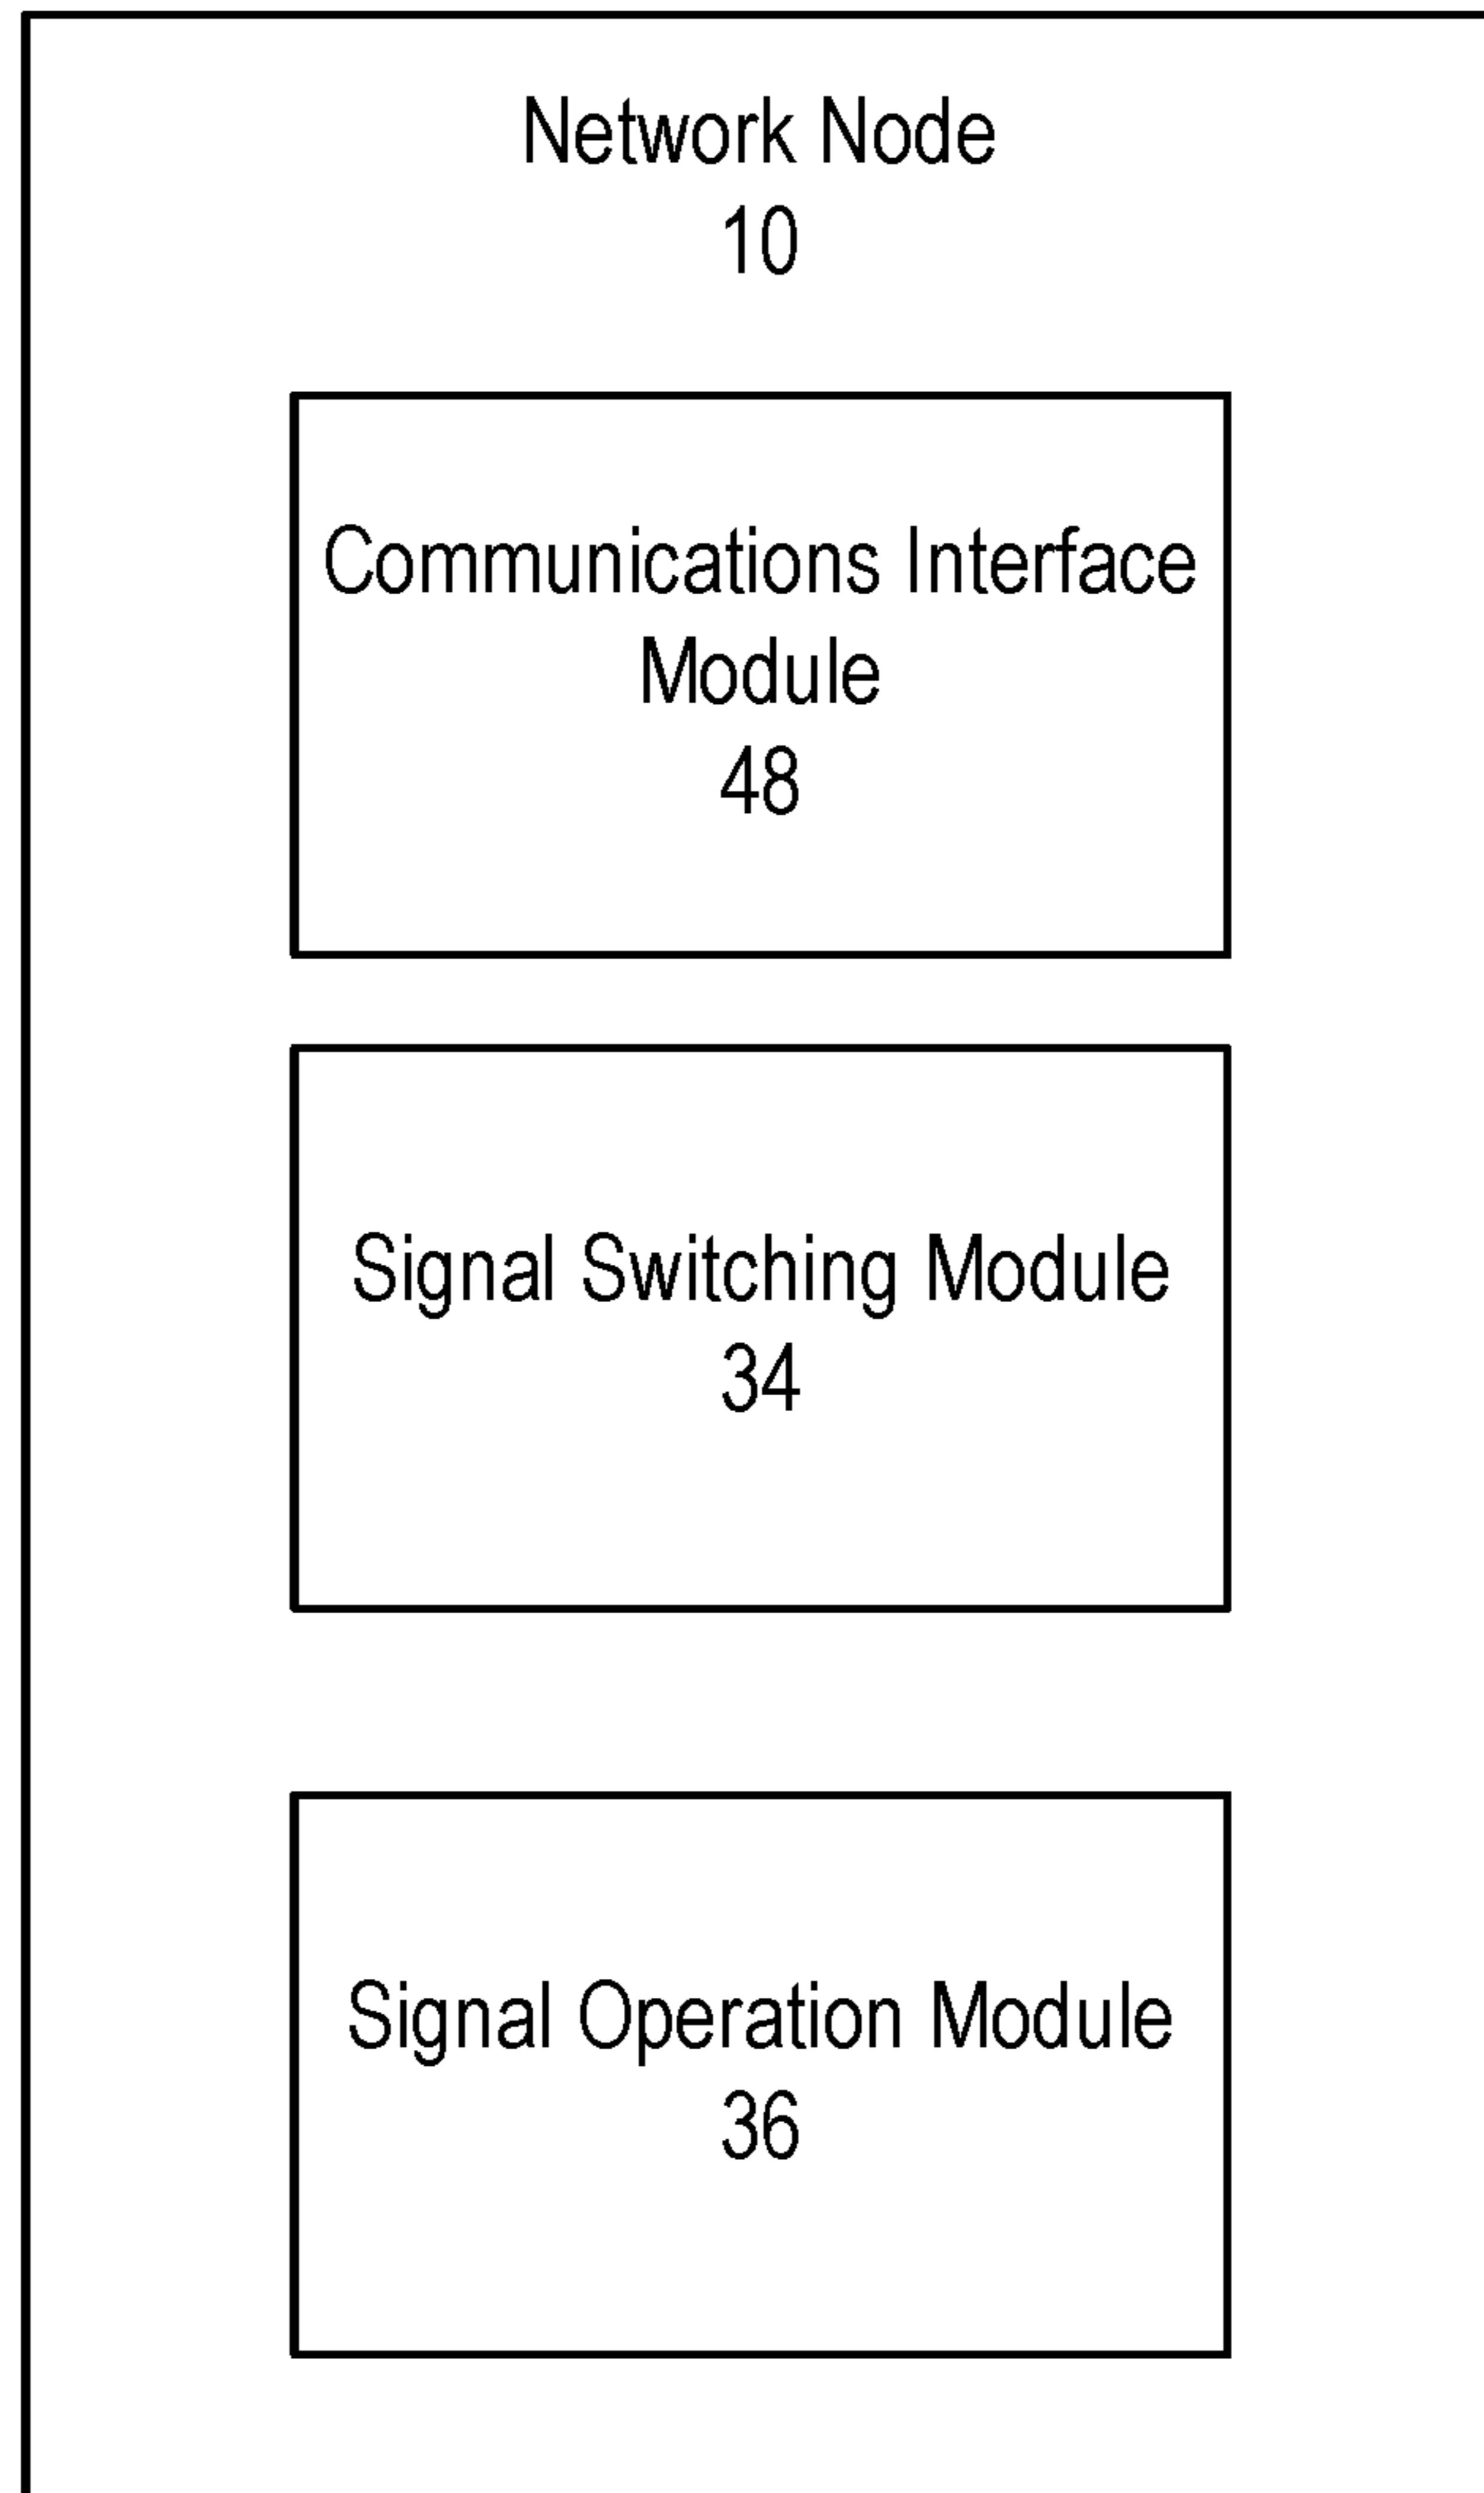 Network Node
10
Communications Interface
Module
48
Signal Switching Module
34
Signal Operation Module
36